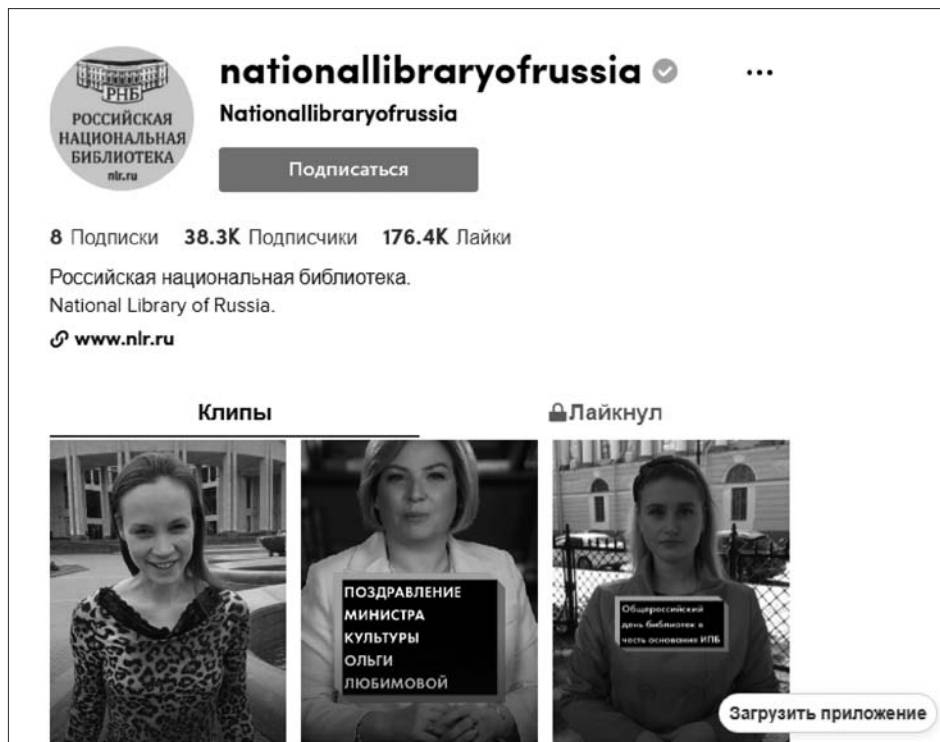 nationallibraryofrussia
Nationallibraryofrussia
РНБ
РОССИЙСКАЯ
НАЦИОНАЛЬНАЯ
БИБЛИОТЕКА
nlr.ru
Подписаться
8 Подписки 38.3K Подписчики 176.4K Лайки
Российская национальная библиотека.
National Library of Russia.
www.nlr.ru
Клипы Лайкнул
ПОЗДРАВЛЕНИЕ
МИНИСТРА
КУЛЬТУРЫ
ОЛЬГИ
ЛЮБИМОВОЙ
Общероссийский
день библиотек в
честь основания ИПБ
Загрузить приложение